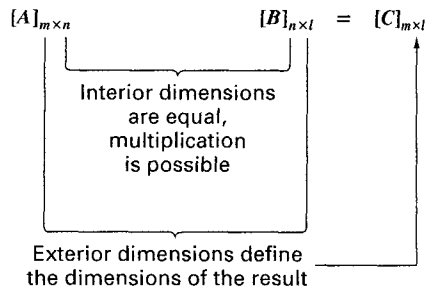 [A]m×n [B]n×l = [C]m×l
Interior dimensions
are equal,
multiplication
is possible
Exterior dimensions define
the dimensions of the result